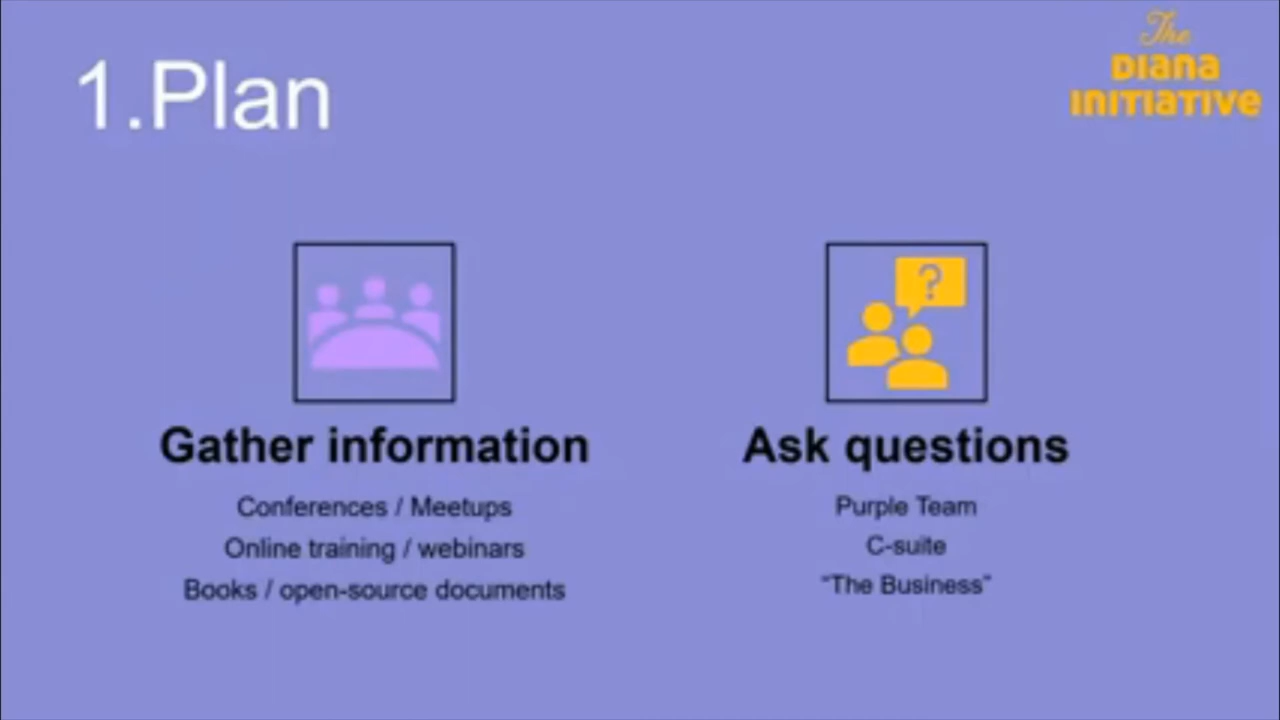 1.Plan
The
Diana
Initiative
?
Gather information
Conferences / Meetups
Online training / webinars
Books / open-source documents
Ask questions
Purple Team
C-suite
“The Business”